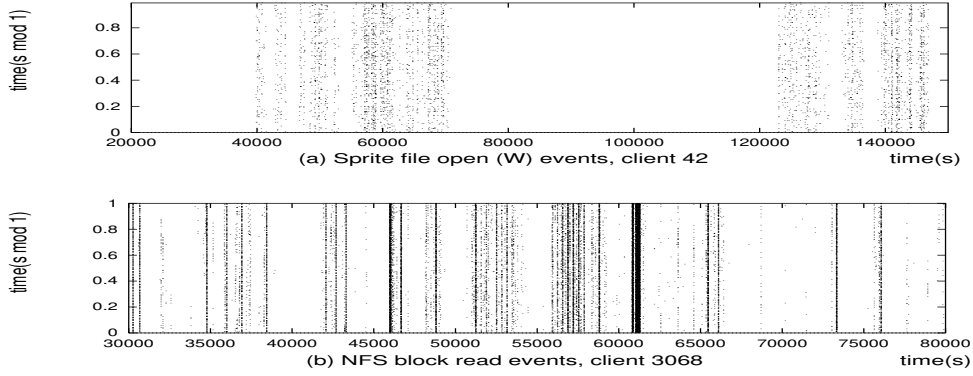 time(s mod 1)
0.8
0.6
0.4
0.2
0
20000 40000 60000 80000 100000 120000 140000
(a) Sprite file open (W) events, client 42 time(s)
time(s mod 1)
1
0.8
0.6
0.4
0.2
0
30000 35000 40000 45000 50000 55000 60000 65000 70000 75000 80000
(b) NFS block read events, client 3068 time(s)